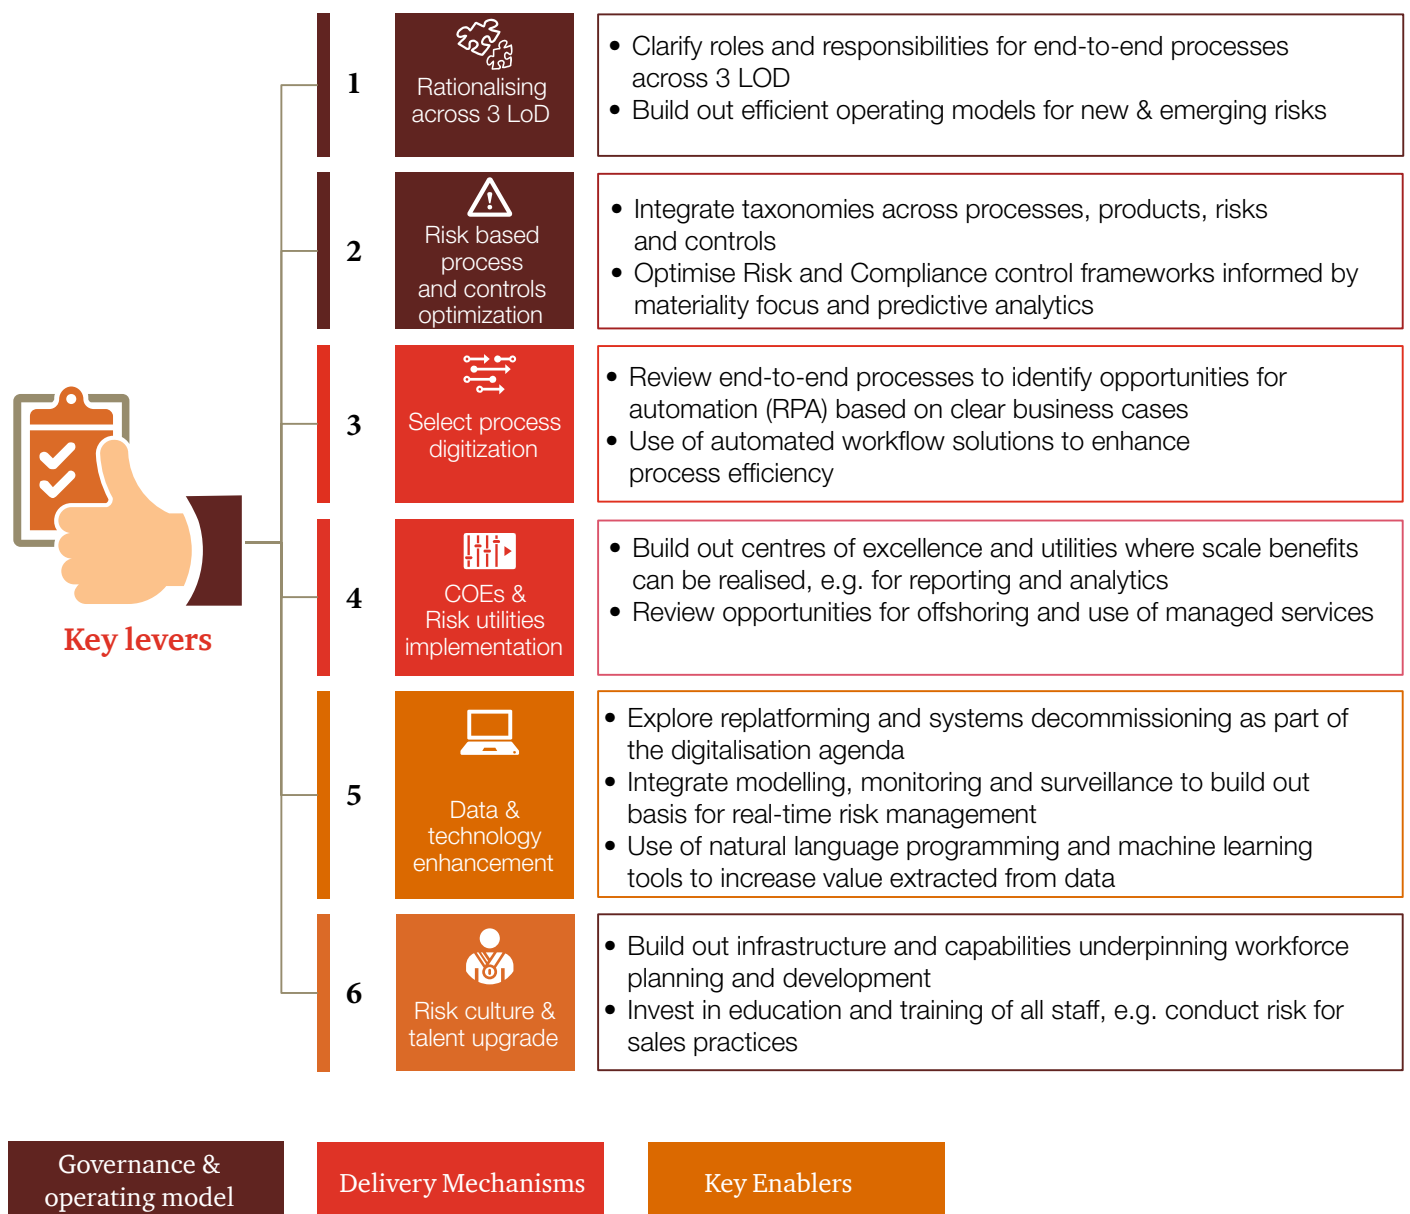 1
Rationalising
across 3 LoD
• Clarify roles and responsibilities for end-to-end processes
across 3 LOD
• Build out efficient operating models for new & emerging risks
2
Risk based
process
and controls
optimization
• Integrate taxonomies across processes, products, risks
and controls
• Optimise Risk and Compliance control frameworks informed by
materiality focus and predictive analytics
3
Select process
digitization
• Review end-to-end processes to identify opportunities for
automation (RPA) based on clear business cases
• Use of automated workflow solutions to enhance
process efficiency
Key levers
4
COEs &
Risk utilities
implementation
• Build out centres of excellence and utilities where scale benefits
can be realised, e.g. for reporting and analytics
• Review opportunities for offshoring and use of managed services
5
Data &
technology
enhancement
• Explore replatforming and systems decommissioning as part of
the digitalisation agenda
• Integrate modelling, monitoring and surveillance to build out
basis for real-time risk management
• Use of natural language programming and machine learning
tools to increase value extracted from data
6
Risk culture &
talent upgrade
• Build out infrastructure and capabilities underpinning workforce
planning and development
• Invest in education and training of all staff, e.g. conduct risk for
sales practices
Governance &
operating model
Delivery Mechanisms
Key Enablers